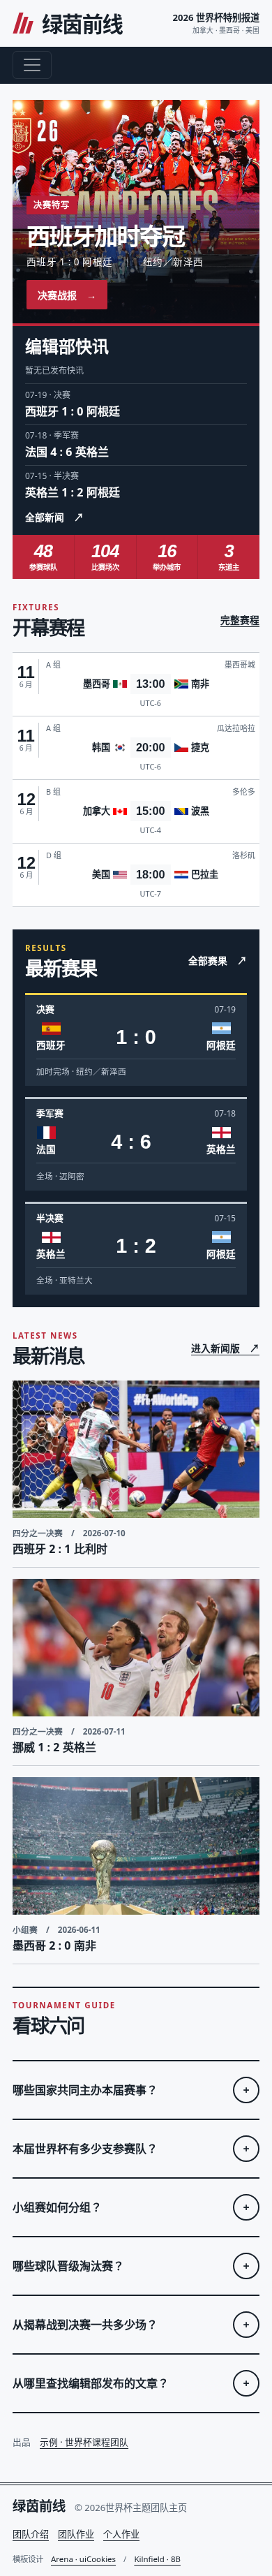 绿茵前线
2026 世界杯特别报道
加拿大 · 墨西哥 · 美国
26
CAMPEONES
决赛特写
西班牙加时夺冠
西班牙 1 : 0 阿根廷 | 纽约／新泽西
决赛战报 →
编辑部快讯
暂无已发布快讯
07-19 · 决赛
西班牙 1 : 0 阿根廷
07-18 · 季军赛
法国 4 : 6 英格兰
07-15 · 半决赛
英格兰 1 : 2 阿根廷
全部新闻 ↗
48 104 16 3
参赛球队 比赛场次 举办城市 东道主
FIXTURES
开幕赛程
完整赛程
11
6 月
A 组
墨西哥城
墨西哥 13:00 南非
UTC-6
11
6 月
A 组
瓜达拉哈拉
韩国 20:00 捷克
UTC-6
12
6 月
B 组
多伦多
加拿大 15:00 波黑
UTC-4
12
6 月
D 组
洛杉矶
美国 18:00 巴拉圭
UTC-7
RESULTS
最新赛果
全部赛果 ↗
决赛 07-19
西班牙 1 : 0 阿根廷
加时完场 · 纽约／新泽西
季军赛 07-18
法国 4 : 6 英格兰
全场 · 迈阿密
半决赛 07-15
英格兰 1 : 2 阿根廷
全场 · 亚特兰大
LATEST NEWS
最新消息
进入新闻版 ↗
FIFA World Cup
四分之一决赛 / 2026-07-10
西班牙 2 : 1 比利时
四分之一决赛 / 2026-07-11
挪威 1 : 2 英格兰
FIFA
小组赛 / 2026-06-11
墨西哥 2 : 0 南非
TOURNAMENT GUIDE
看球六问
哪些国家共同主办本届赛事？ +
本届世界杯有多少支参赛队？ +
小组赛如何分组？ +
哪些球队晋级淘汰赛？ +
从揭幕战到决赛一共多少场？ +
从哪里查找编辑部发布的文章？ +
出品 示例 · 世界杯课程团队
绿茵前线 © 2026世界杯主题团队主页
团队介绍 团队作业 个人作业
模板设计 Arena · uiCookies / Kilnfield · 8B